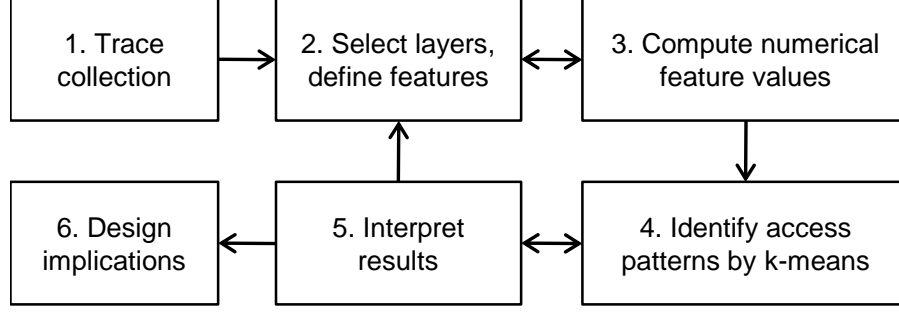 1. Trace
collection
2. Select layers,
define features
3. Compute numerical
feature values
6. Design
implications
5. Interpret
results
4. Identify access
patterns by k-means